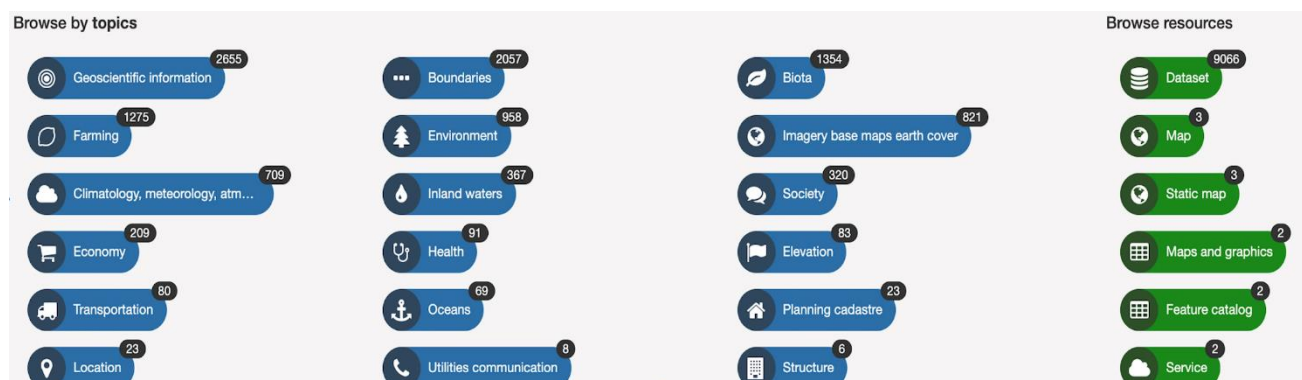 Browse by topics
Browse resources
2655
Geoscientific information
2057
Boundaries
1354
Biota
9066
Dataset
1275
Farming
958
Environment
821
Imagery base maps earth cover
3
Map
709
Climatology, meteorology, atm...
367
Inland waters
320
Society
3
Static map
209
Economy
91
Health
83
Elevation
2
Maps and graphics
80
Transportation
69
Oceans
23
Planning cadastre
2
Feature catalog
23
Location
8
Utilities communication
6
Structure
2
Service